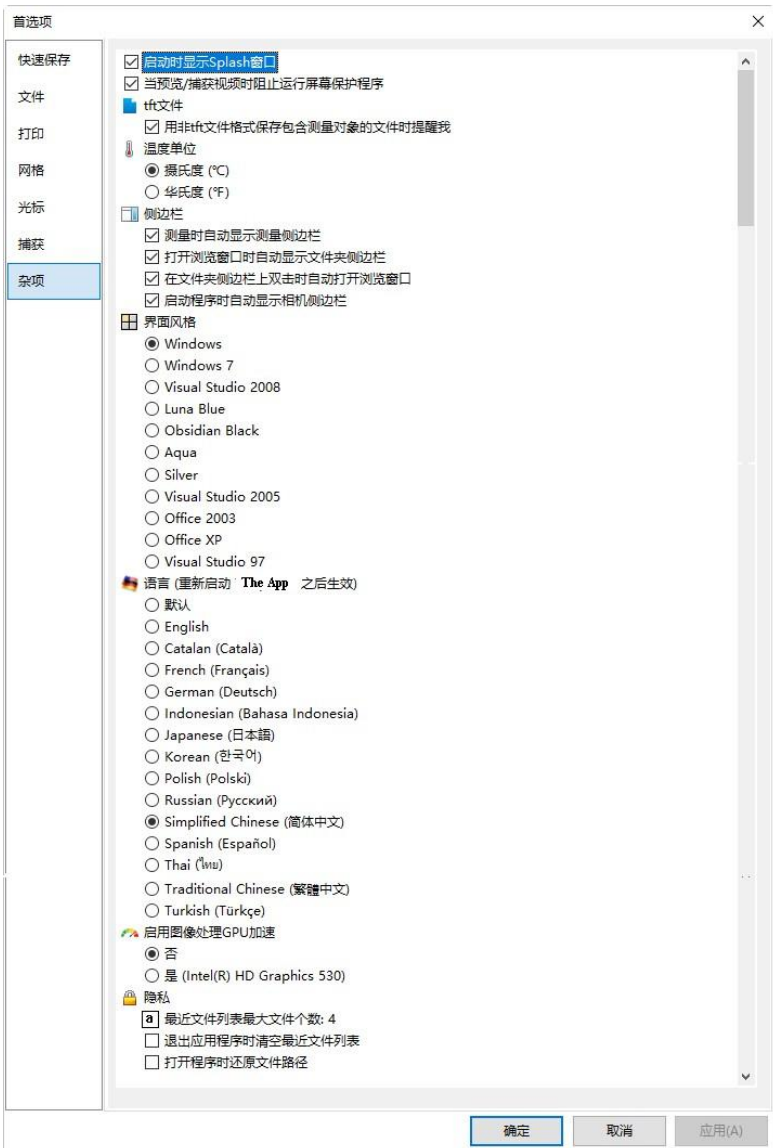 首选项
快速保存
文件
打印
网格
光标
捕获
杂项
启动时显示Splash窗口
当预览/捕获视频时阻止运行屏幕保护程序
tft文件
用非tft文件格式保存包含测量对象的文件时提醒我
温度单位
摄氏度 (℃)
华氏度 (℉)
侧边栏
测量时自动显示测量侧边栏
打开浏览窗口时自动显示文件夹侧边栏
在文件夹侧边栏上双击时自动打开浏览窗口
启动程序时自动显示相机侧边栏
界面风格
Windows
Windows 7
Visual Studio 2008
Luna Blue
Obsidian Black
Aqua
Silver
Visual Studio 2005
Office 2003
Office XP
Visual Studio 97
语言 (重新启动 The App 之后生效)
默认
English
Catalan (Català)
French (Français)
German (Deutsch)
Indonesian (Bahasa Indonesia)
Japanese (日本語)
Korean (한국어)
Polish (Polski)
Russian (Русский)
Simplified Chinese (简体中文)
Spanish (Español)
Thai (ไทย)
Traditional Chinese (繁體中文)
Turkish (Türkçe)
启用图像处理GPU加速
否
是 (Intel(R) HD Graphics 530)
隐私
a 最近文件列表最大文件个数: 4
退出应用程序时清空最近文件列表
打开程序时还原文件路径
确定 取消 应用(A)